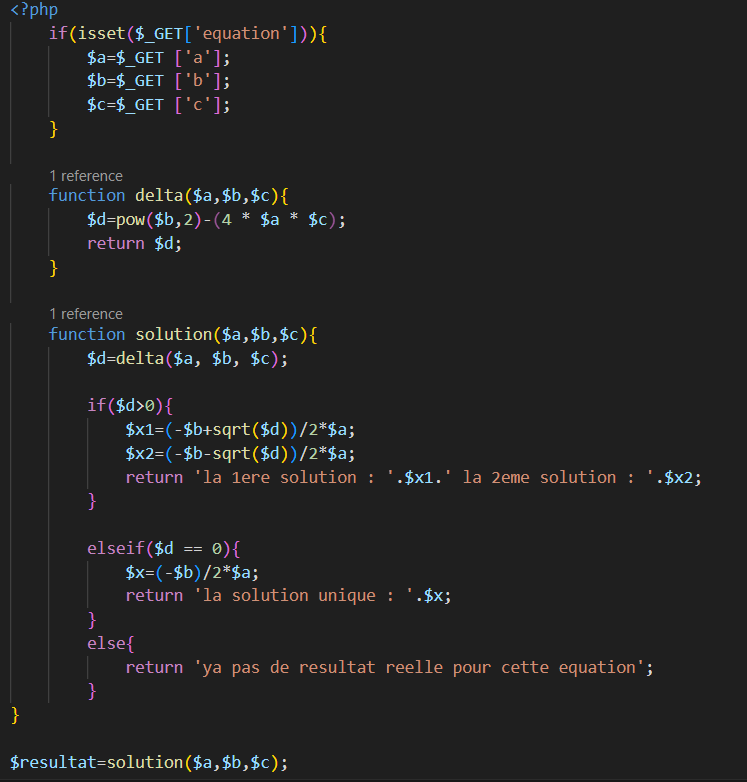 <?php
if(isset($_GET['equation'])){
$a=$_GET ['a'];
$b=$_GET ['b'];
$c=$_GET ['c'];
}
1 reference
function delta($a,$b,$c){
$d=pow($b,2)-(4 * $a * $c);
return $d;
}
1 reference
function solution($a,$b,$c){
$d=delta($a, $b, $c);
if($d>0){
$x1=(-$b+sqrt($d))/2*$a;
$x2=(-$b-sqrt($d))/2*$a;
return 'la 1ere solution : '.$x1.' la 2eme solution : '.$x2;
}
elseif($d == 0){
$x=(-$b)/2*$a;
return 'la solution unique : '.$x;
}
else{
return 'ya pas de resultat reelle pour cette equation';
}
}
$resultat=solution($a,$b,$c);